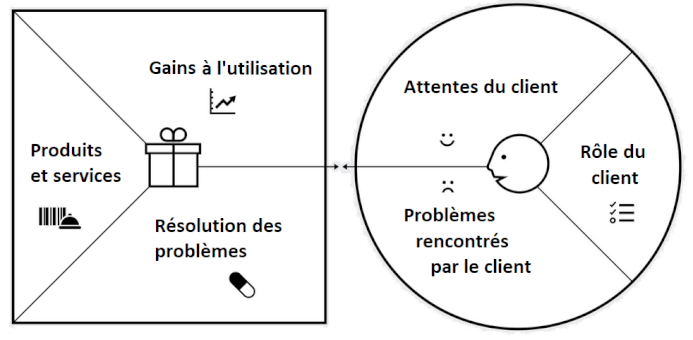 Gains à l'utilisation
Produits
et services
Résolution des
problèmes
Attentes du client
Rôle du
client
Problèmes
rencontrés
par le client